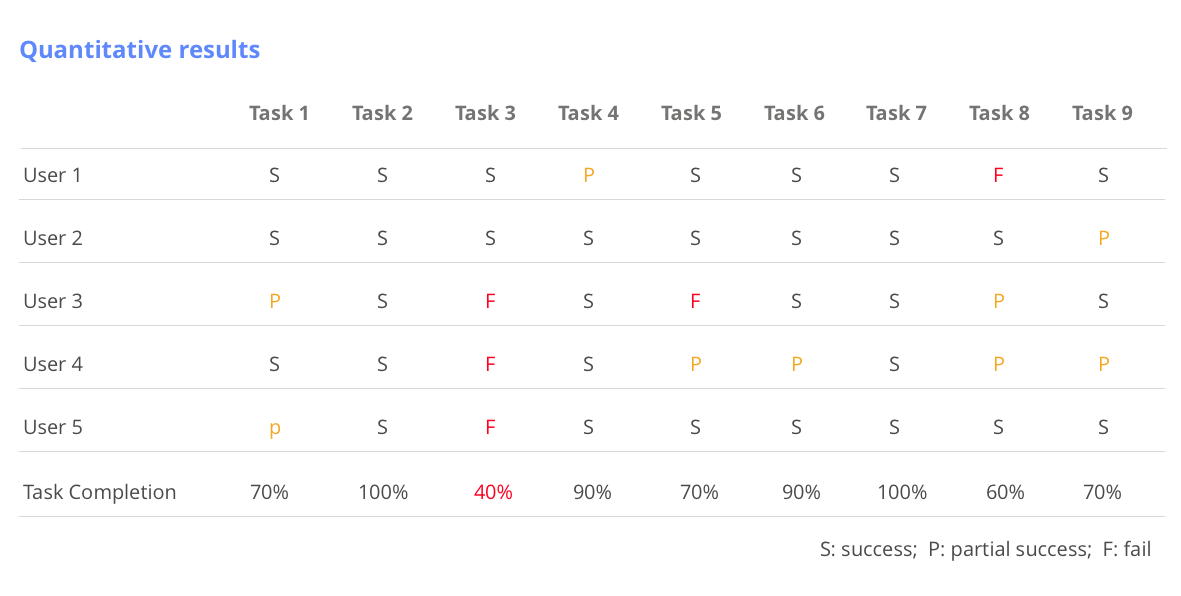 Quantitative results
Task 1 Task 2 Task 3 Task 4 Task 5 Task 6 Task 7 Task 8 Task 9
User 1 S S S P S S S F S
User 2 S S S S S S S S P
User 3 P S F S F S S P S
User 4 S S F S P P S P P
User 5 p S F S S S S S S
Task Completion 70% 100% 40% 90% 70% 90% 100% 60% 70%
S: success; P: partial success; F: fail